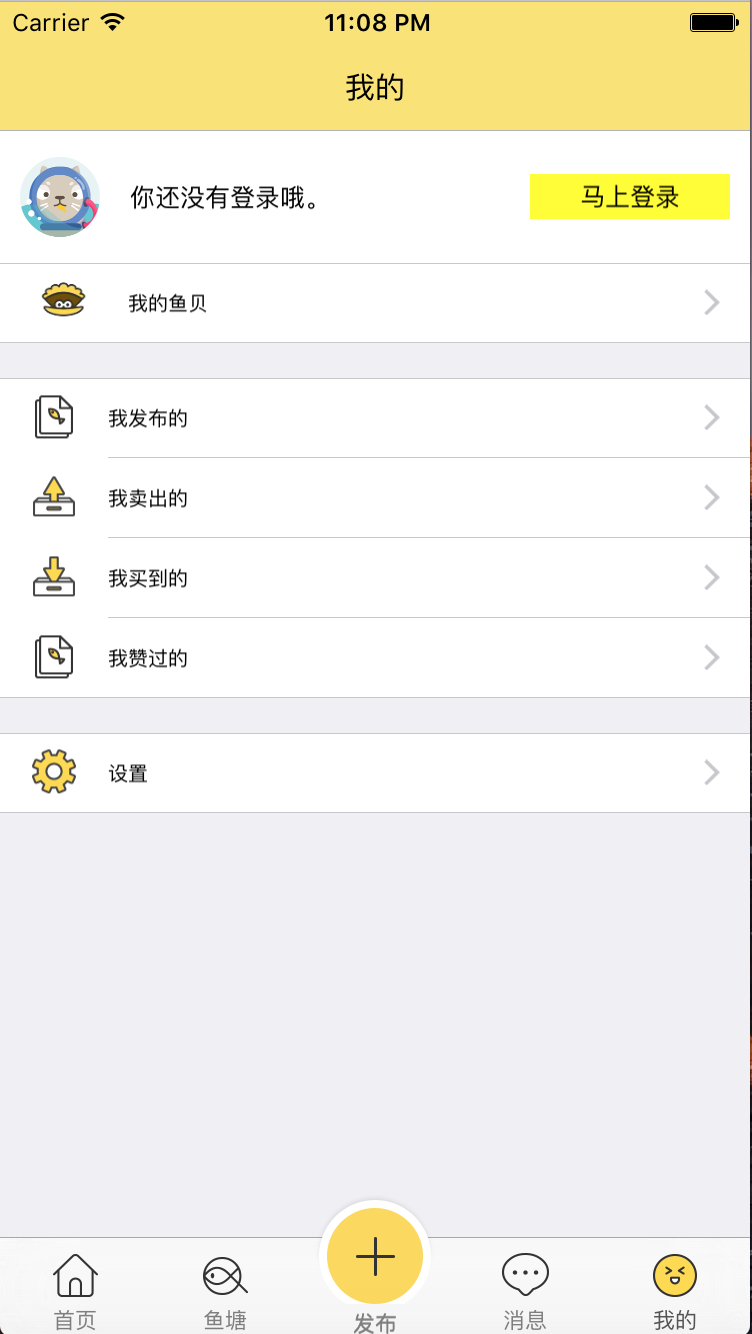 Carrier 11:08 PM
我的
你还没有登录哦。 马上登录
我的鱼贝
我发布的
我卖出的
我买到的
我赞过的
设置
首页 鱼塘 发布 消息 我的